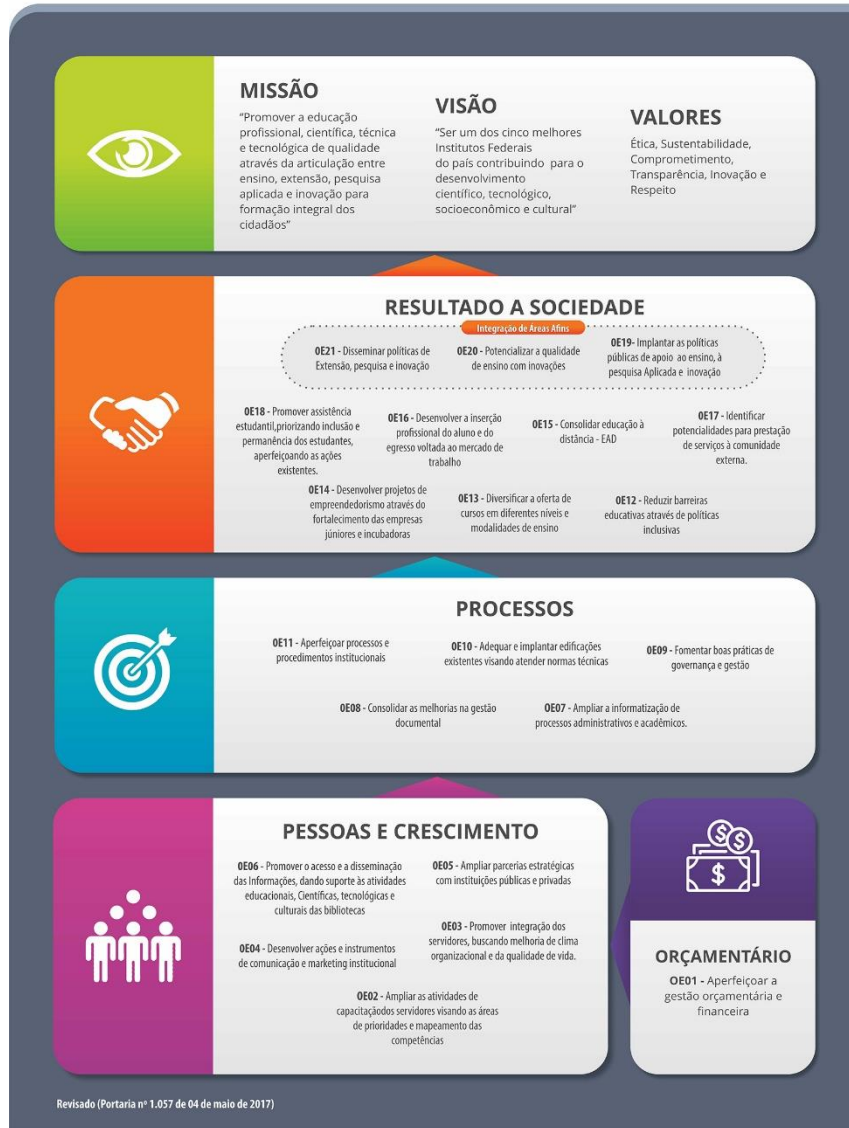 MISSÃO
“Promover a educação
profissional, científica, técnica
e tecnológica de qualidade
através da articulação entre
ensino, extensão, pesquisa
aplicada e inovação para
formação integral dos
cidadãos”
VISÃO
“Ser um dos cinco melhores
Institutos Federais
do país contribuindo para o
desenvolvimento
científico, tecnológico,
socioeconômico e cultural”
VALORES
Ética, Sustentabilidade,
Comprometimento,
Transparência, Inovação e
Respeito
RESULTADO A SOCIEDADE
Integração de Áreas Afins
OE21 - Disseminar políticas de
Extensão, pesquisa e inovação
OE20 - Potencializar a qualidade
de ensino com inovações
OE19- Implantar as políticas
públicas de apoio ao ensino, à
pesquisa Aplicada e inovação
OE18 - Promover assistência
estudantil,priorizando inclusão e
permanência dos estudantes,
aperfeiçoando as ações
existentes.
OE16 - Desenvolver a inserção
profissional do aluno e do
egresso voltada ao mercado de
trabalho
OE15 - Consolidar educação à
distância - EAD
OE17 - Identificar
potencialidades para prestação
de serviços à comunidade
externa.
OE14 - Desenvolver projetos de
empreendedorismo através do
fortalecimento das empresas
júniores e incubadoras
OE13 - Diversificar a oferta de
cursos em diferentes níveis e
modalidades de ensino
OE12 - Reduzir barreiras
educativas através de políticas
inclusivas
PROCESSOS
OE11 - Aperfeiçoar processos e
procedimentos institucionais
OE10 - Adequar e implantar edificações
existentes visando atender normas técnicas
OE09 - Fomentar boas práticas de
governança e gestão
OE08 - Consolidar as melhorias na gestão
documental
OE07 - Ampliar a informatização de
processos administrativos e acadêmicos.
PESSOAS E CRESCIMENTO
OE06 - Promover o acesso e a disseminação
das Informações, dando suporte às atividades
educacionais, Científicas, tecnológicas e
culturais das bibliotecas
OE05 - Ampliar parcerias estratégicas
com instituições públicas e privadas
OE04 - Desenvolver ações e instrumentos
de comunicação e marketing institucional
OE03 - Promover integração dos
servidores, buscando melhoria de clima
organizacional e da qualidade de vida.
OE02 - Ampliar as atividades de
capacitaçãodos servidores visando as áreas
de prioridades e mapeamento das
competências
ORÇAMENTÁRIO
OE01 - Aperfeiçoar a
gestão orçamentária e
financeira
Revisado (Portaria nº 1.057 de 04 de maio de 2017)